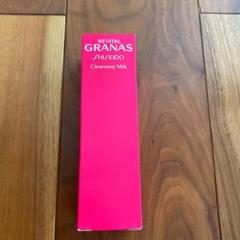 REVITAL
GRANAS
SHISEIDO
Cleansing Milk